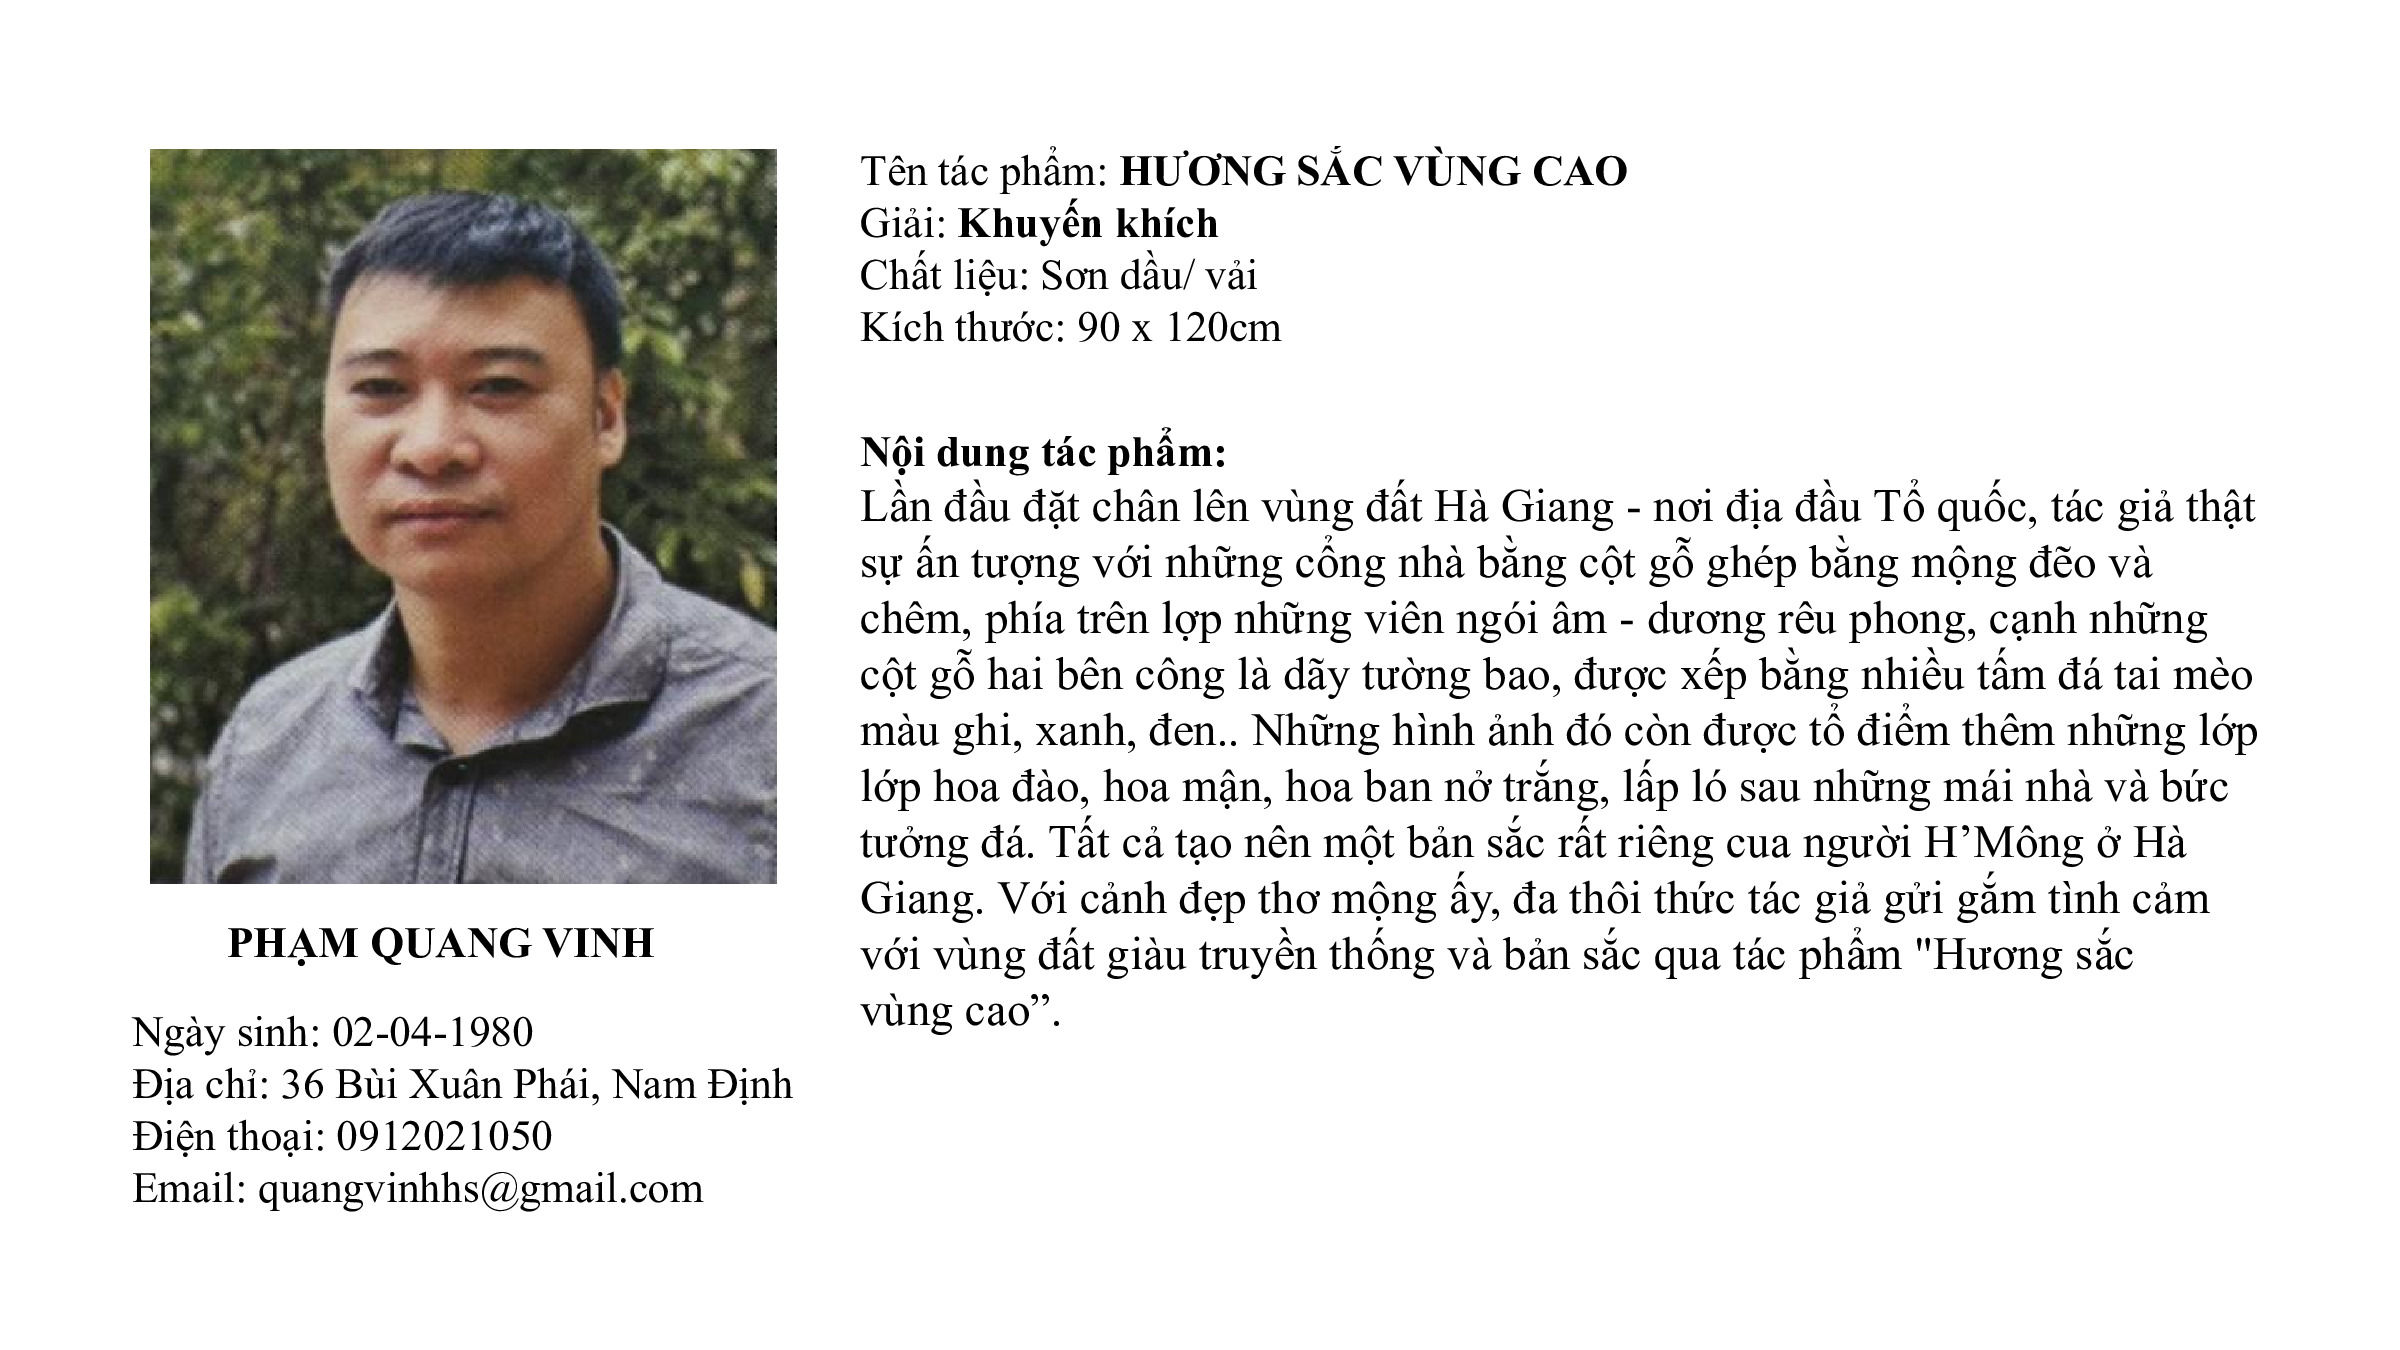 PHẠM QUANG VINH
Ngày sinh: 02-04-1980
Địa chỉ: 36 Bùi Xuân Phái, Nam Định
Điện thoại: 0912021050
Email: quangvinhhs@gmail.com
Tên tác phẩm: HƯƠNG SẮC VÙNG CAO
Giải: Khuyến khích
Chất liệu: Sơn dầu/ vải
Kích thước: 90 x 120cm
Nội dung tác phẩm:
Lần đầu đặt chân lên vùng đất Hà Giang - nơi địa đầu Tổ quốc, tác giả thật
sự ấn tượng với những cổng nhà bằng cột gỗ ghép bằng mộng đẽo và
chêm, phía trên lợp những viên ngói âm - dương rêu phong, cạnh những
cột gỗ hai bên công là dãy tường bao, được xếp bằng nhiều tấm đá tai mèo
màu ghi, xanh, đen.. Những hình ảnh đó còn được tổ điểm thêm những lớp
lớp hoa đào, hoa mận, hoa ban nở trắng, lấp ló sau những mái nhà và bức
tưởng đá. Tất cả tạo nên một bản sắc rất riêng cua người H’Mông ở Hà
Giang. Với cảnh đẹp thơ mộng ấy, đa thôi thức tác giả gửi gắm tình cảm
với vùng đất giàu truyền thống và bản sắc qua tác phẩm "Hương sắc
vùng cao”.